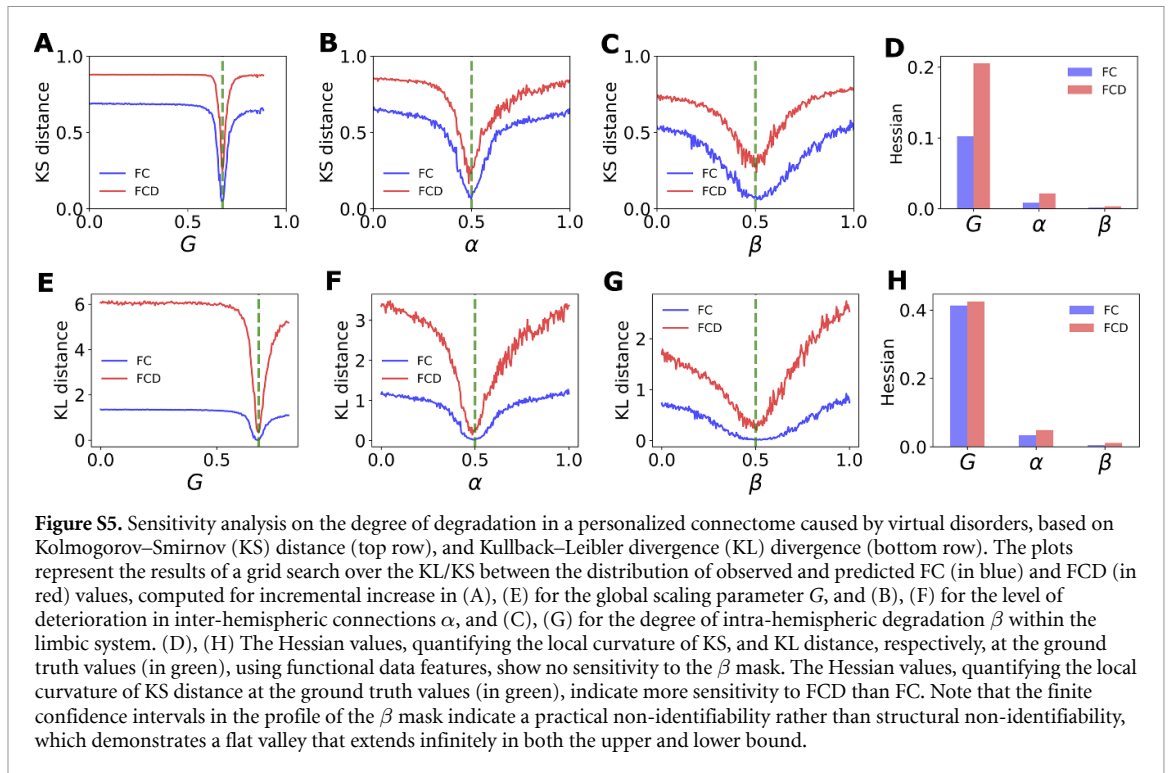 A
B
C
D
1.0
0.5
0.0
KS distance
FC
FCD
0.0
0.5
1.0
G
1.0
0.5
0.0
KS distance
FC
FCD
0.0
0.5
1.0
α
1.0
0.5
0.0
KS distance
FC
FCD
0.0
0.5
1.0
β
0.2
0.1
0.0
Hessian
FC
FCD
G
α
β
E
F
G
H
6
4
2
0
KL distance
FC
FCD
0.0
0.5
G
3
2
1
0
KL distance
FC
FCD
0.0
0.5
1.0
α
2
1
0
KL distance
FC
FCD
0.0
0.5
1.0
β
0.4
0.2
0.0
Hessian
FC
FCD
G
α
β
Figure S5. Sensitivity analysis on the degree of degradation in a personalized connectome caused by virtual disorders, based on
Kolmogorov–Smirnov (KS) distance (top row), and Kullback–Leibler divergence (KL) divergence (bottom row). The plots
represent the results of a grid search over the KL/KS between the distribution of observed and predicted FC (in blue) and FCD (in
red) values, computed for incremental increase in (A), (E) for the global scaling parameter G, and (B), (F) for the level of
deterioration in inter-hemispheric connections α, and (C), (G) for the degree of intra-hemispheric degradation β within the
limbic system. (D), (H) The Hessian values, quantifying the local curvature of KS, and KL distance, respectively, at the ground
truth values (in green), using functional data features, show no sensitivity to the β mask. The Hessian values, quantifying the local
curvature of KS distance at the ground truth values (in green), indicate more sensitivity to FCD than FC. Note that the finite
confidence intervals in the profile of the β mask indicate a practical non-identifiability rather than structural non-identifiability,
which demonstrates a flat valley that extends infinitely in both the upper and lower bound.